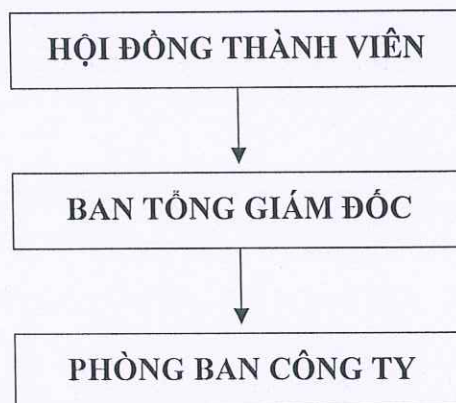 HỘI ĐỒNG THÀNH VIÊN
BAN TỔNG GIÁM ĐỐC
PHÒNG BAN CÔNG TY